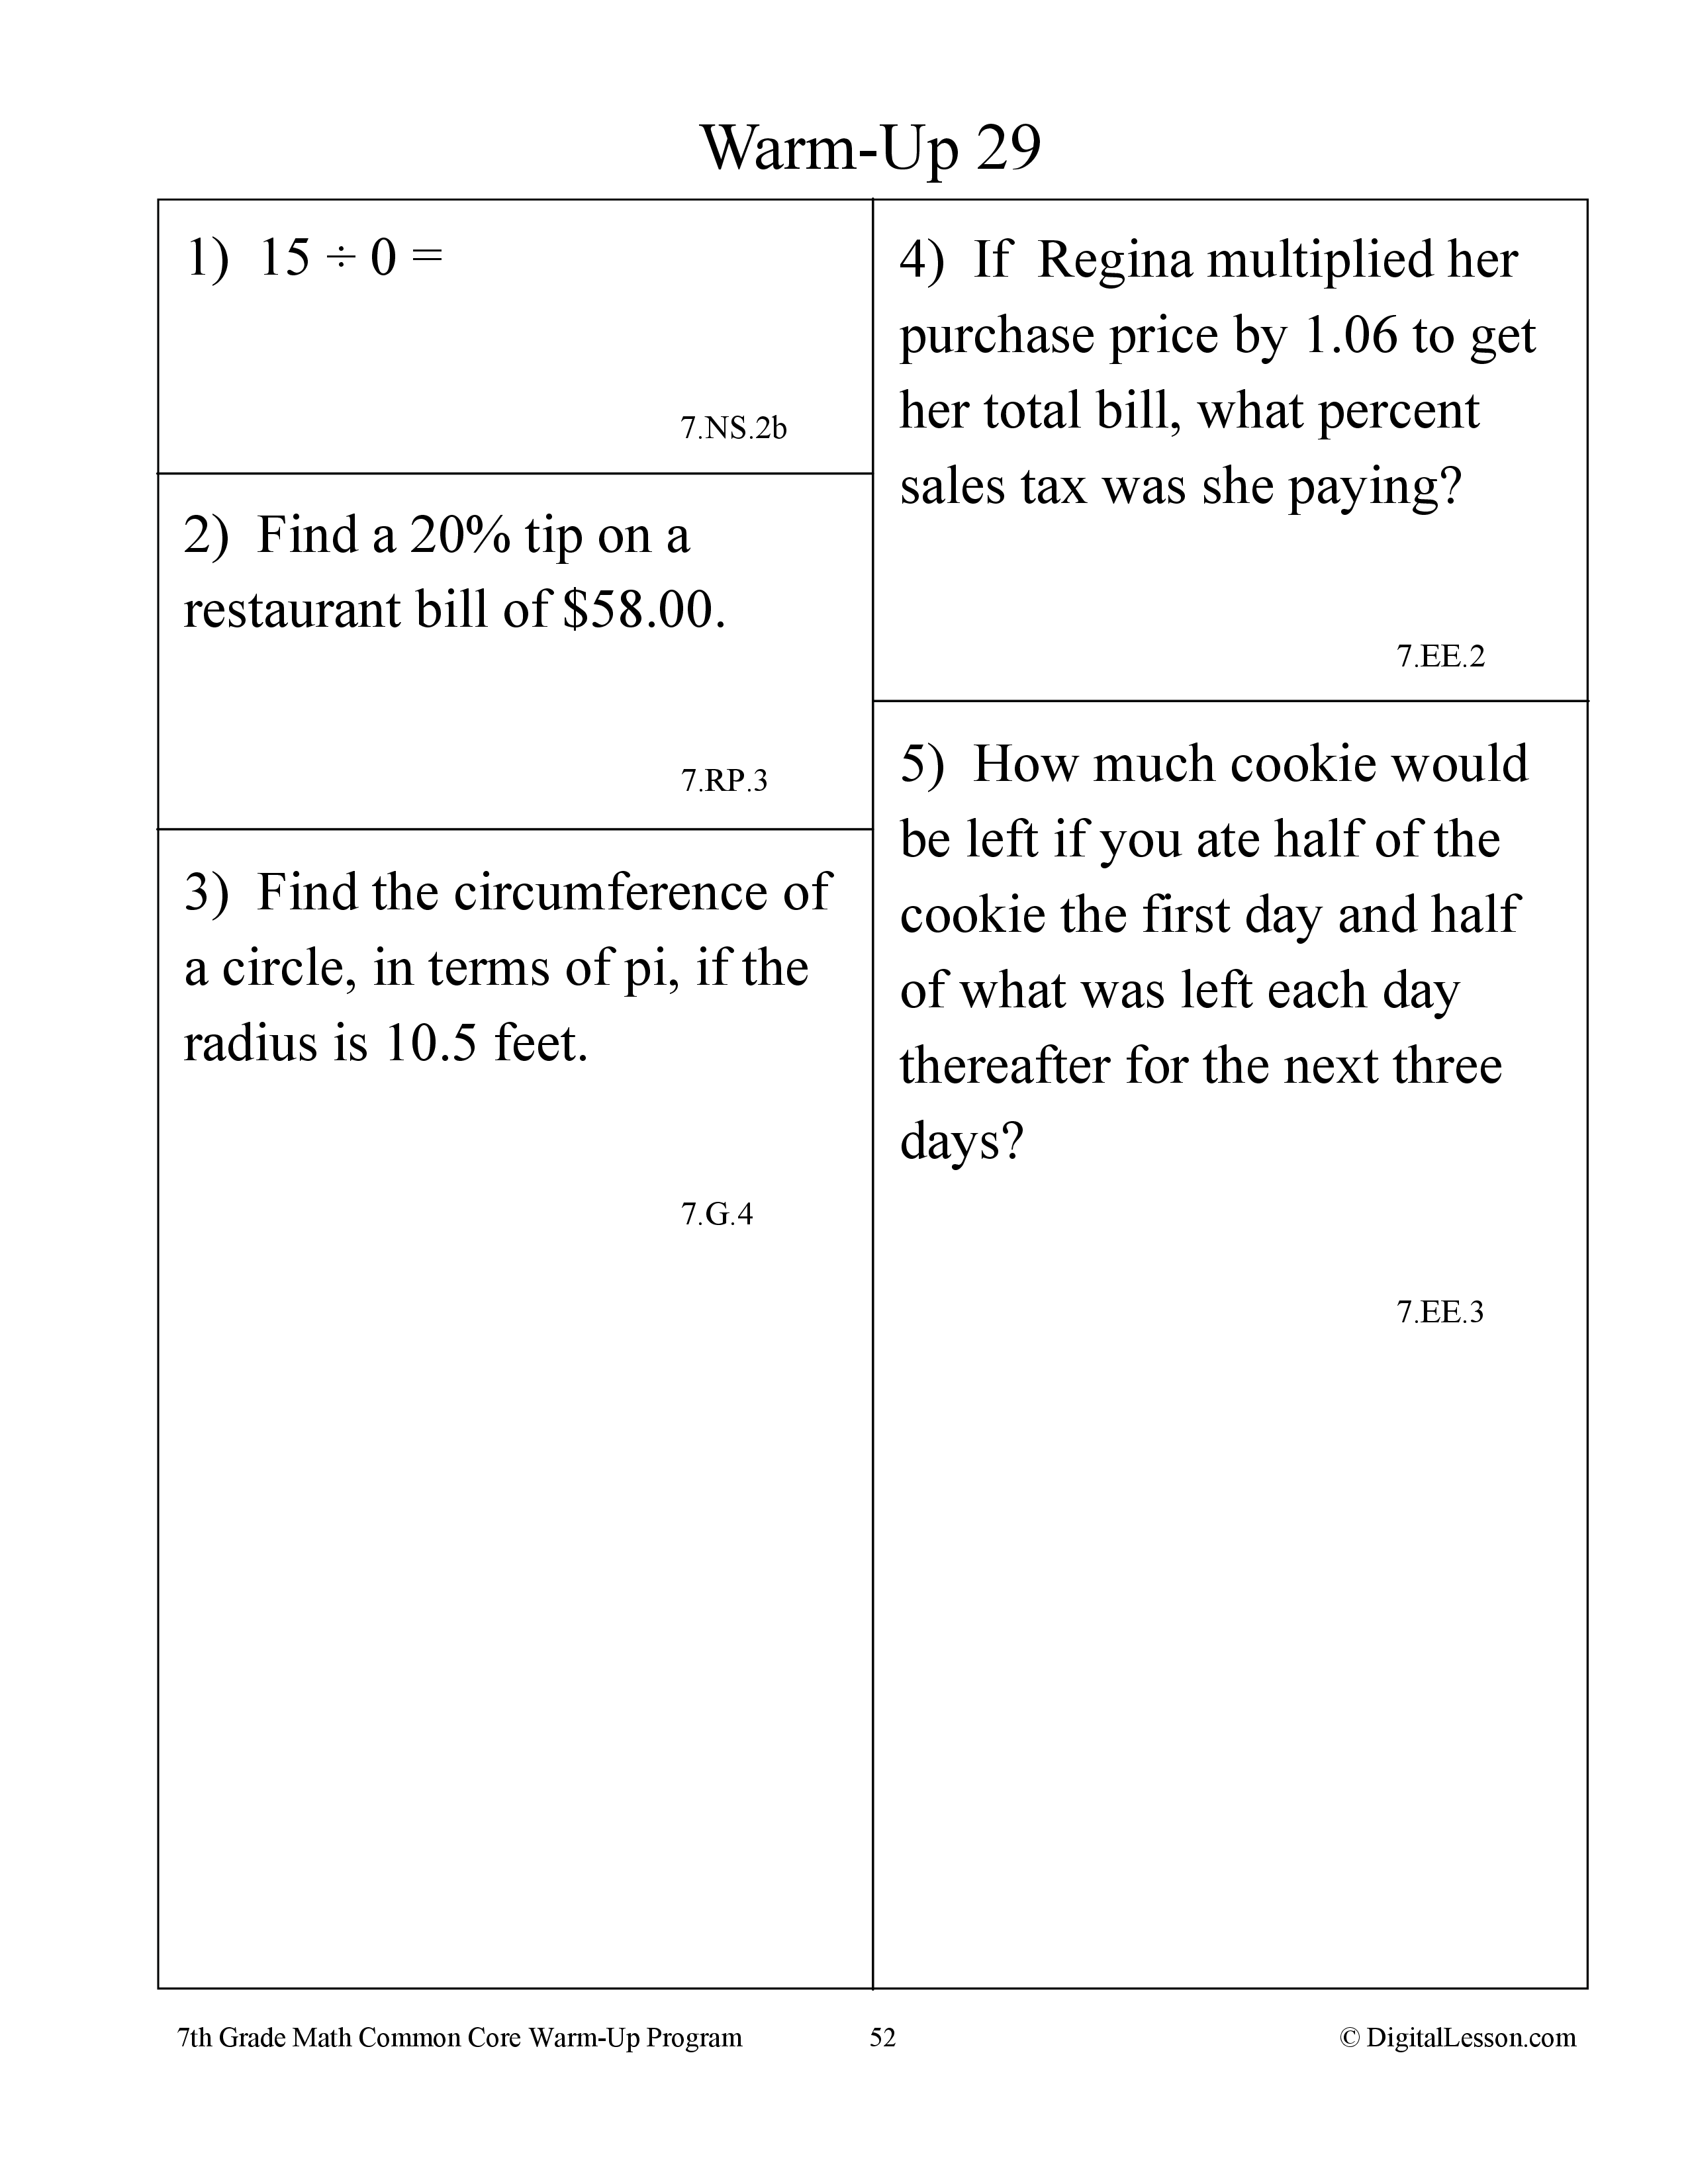 Warm-Up 29
1)  15 ÷ 0 =
7.NS.2b
2)  Find a 20% tip on a
restaurant bill of $58.00.
7.RP.3
3)  Find the circumference of
a circle, in terms of pi, if the
radius is 10.5 feet.
7.G.4
4)  If  Regina multiplied her
purchase price by 1.06 to get
her total bill, what percent
sales tax was she paying?
7.EE.2
5)  How much cookie would
be left if you ate half of the
cookie the first day and half
of what was left each day
thereafter for the next three
days?
7.EE.3
7th Grade Math Common Core Warm-Up Program 52 © DigitalLesson.com